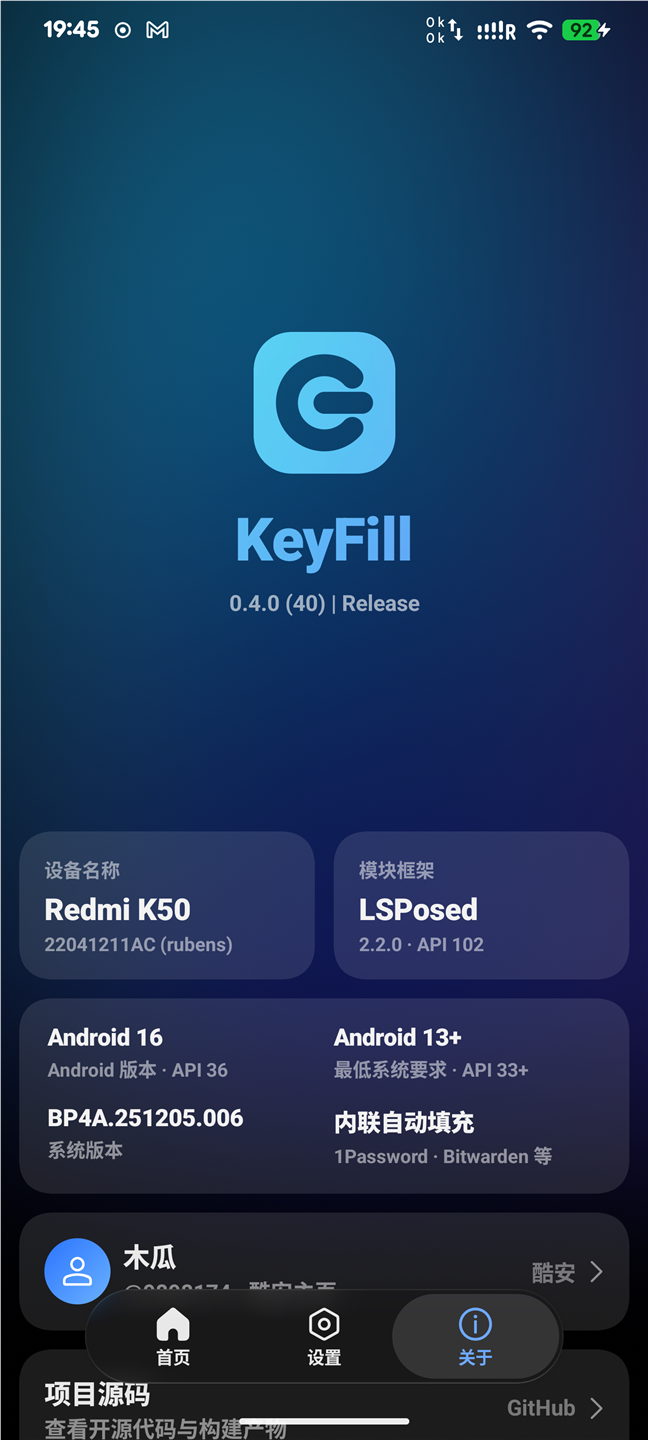 19:45
0k
0k
R
92
KeyFill
0.4.0 (40) | Release
设备名称
Redmi K50
22041211AC (rubens)
模块框架
LSPosed
2.2.0 · API 102
Android 16
Android 版本 · API 36
Android 13+
最低系统要求 · API 33+
BP4A.251205.006
系统版本
内联自动填充
1Password · Bitwarden 等
木瓜
酷安
首页
设置
关于
项目源码
查看开源代码与构建产物
GitHub